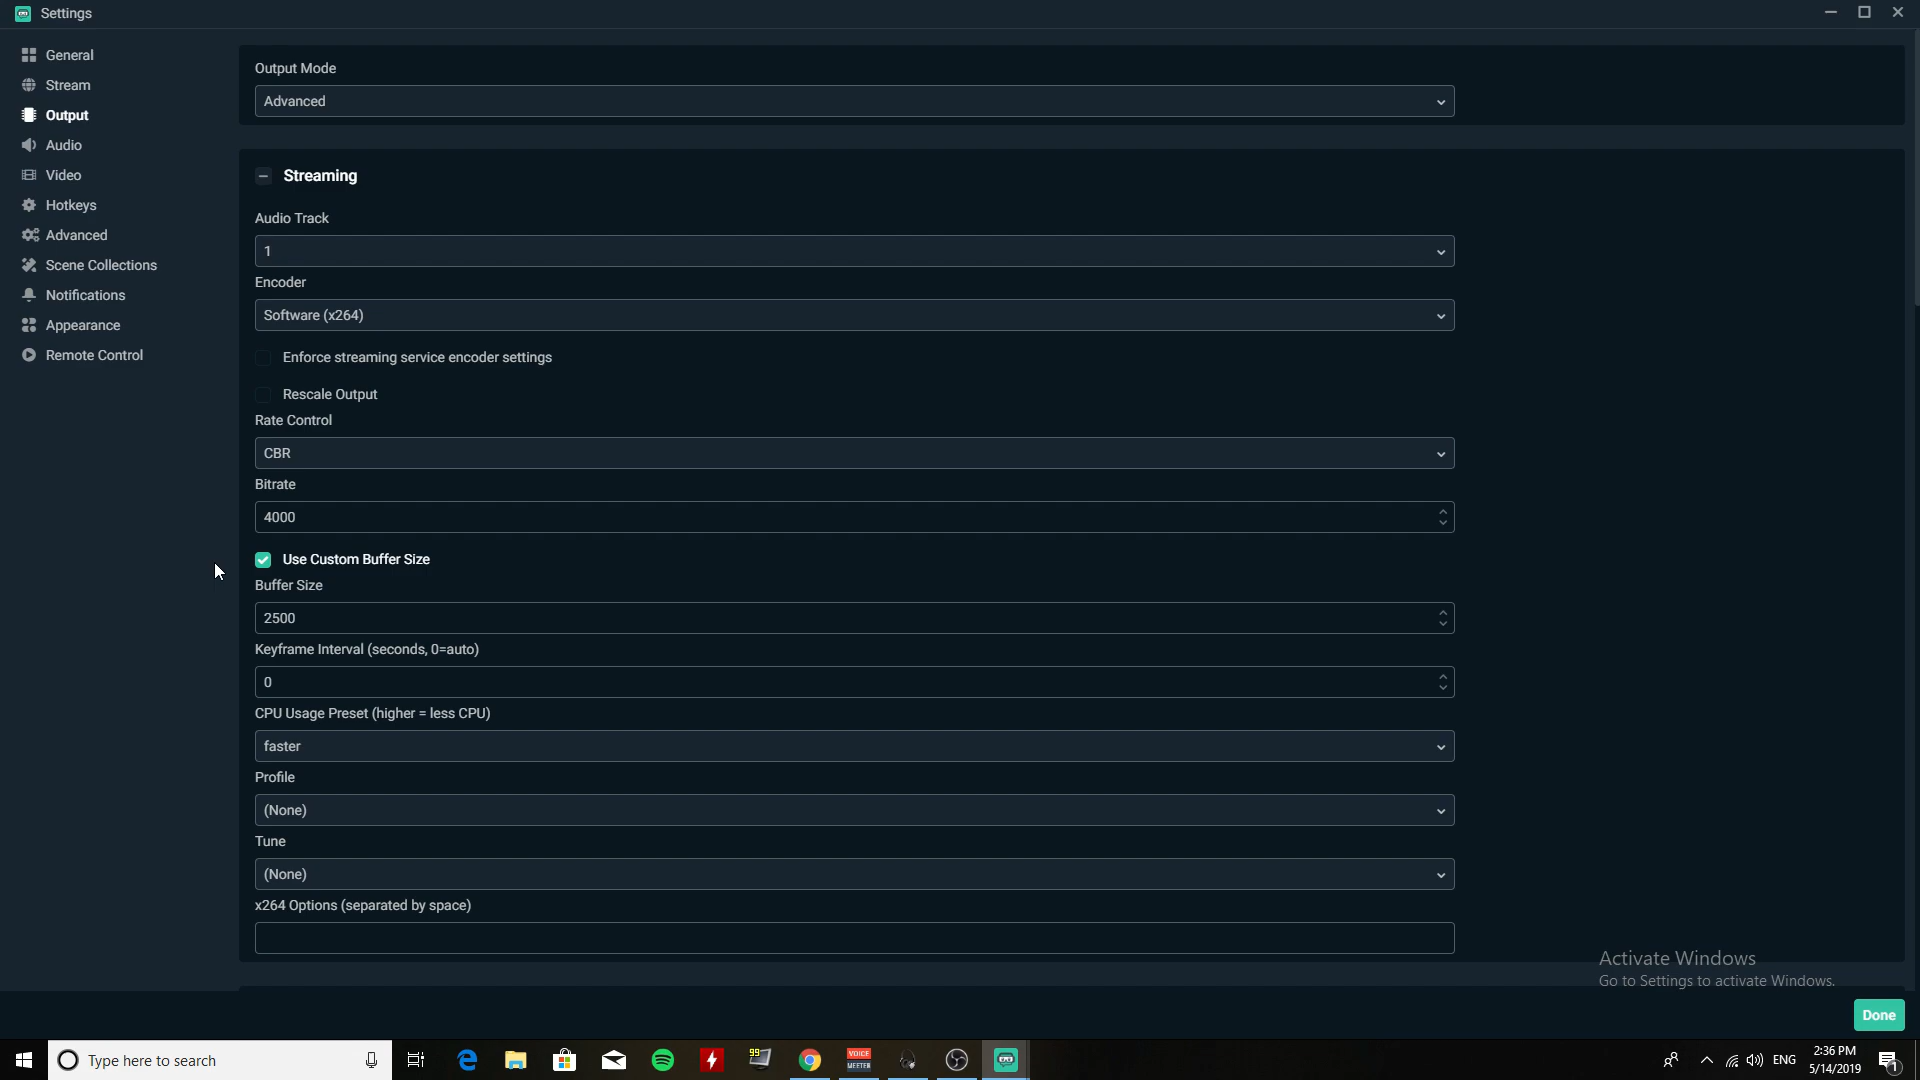 Settings
General
Stream
Output
Audio
Video
Hotkeys
Advanced
Scene Collections
Notifications
Appearance
Remote Control
Output Mode
Advanced
Streaming
Audio Track
1
Encoder
Software (x264)
Enforce streaming service encoder settings
Rescale Output
Rate Control
CBR
Bitrate
4000
Use Custom Buffer Size
Buffer Size
2500
Keyframe Interval (seconds, 0=auto)
0
CPU Usage Preset (higher = less CPU)
faster
Profile
(None)
Tune
(None)
x264 Options (separated by space)
Activate Windows
Go to Settings to activate Windows.
Done
Type here to search
99
VOICE
MEETER
ENG
2:36 PM
5/14/2019
1